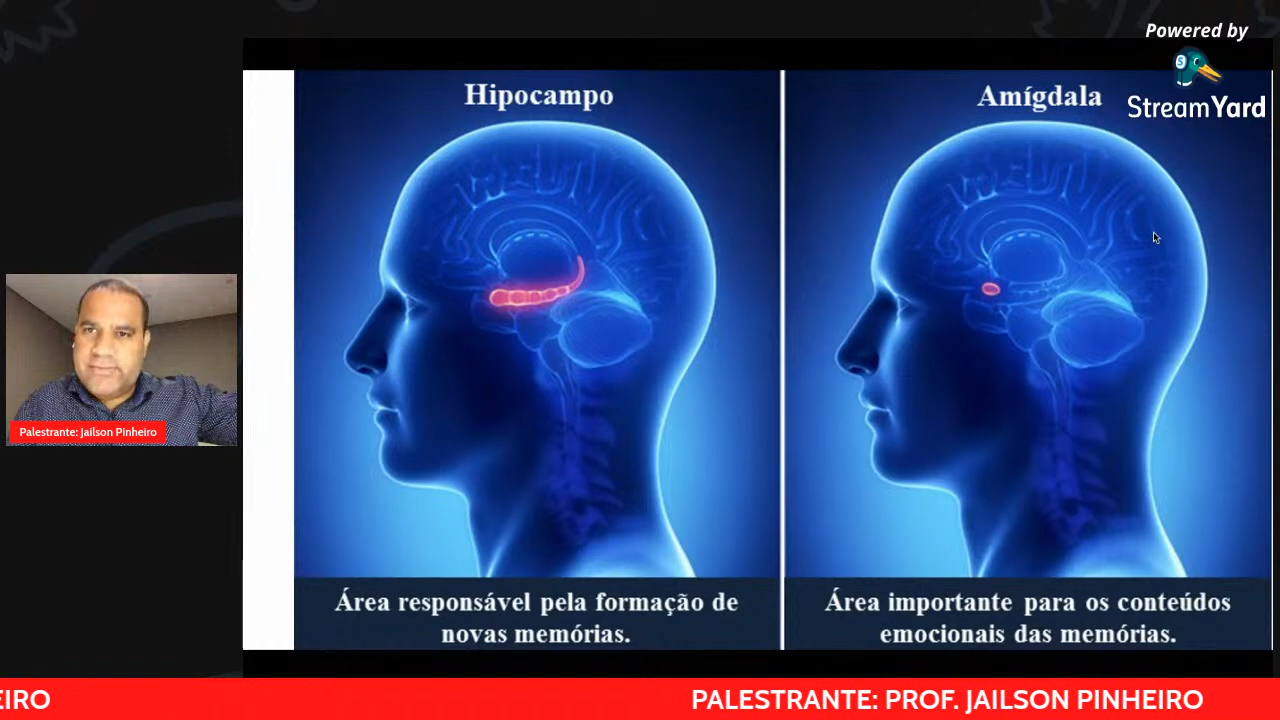 Powered by
StreamYard
Hipocampo
Amígdala
Palestrante: Jailson Pinheiro
Área responsável pela formação de
novas memórias.
Área importante para os conteúdos
emocionais das memórias.
EIRO
PALESTRANTE: PROF. JAILSON PINHEIRO